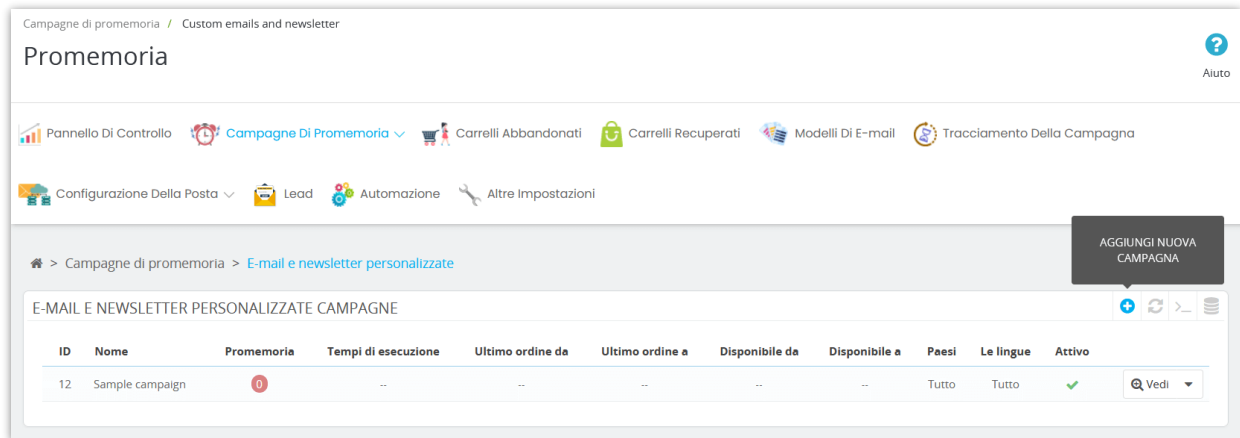 Campagne di promemoria / Custom emails and newsletter
Promemoria
Aiuto
Pannello Di Controllo Campagne Di Promemoria Carrelli Abbandonati Carrelli Recuperati Modelli Di E-mail Tracciamento Della Campagna
Configurazione Della Posta Lead Automazione Altre Impostazioni
AGGIUNGI NUOVA
CAMPAGNA
> Campagne di promemoria > E-mail e newsletter personalizzate
E-MAIL E NEWSLETTER PERSONALIZZATE CAMPAGNE
ID Nome Promemoria Tempi di esecuzione Ultimo ordine da Ultimo ordine a Disponibile da Disponibile a Paesi Le lingue Attivo
12 Sample campaign 0 -- -- -- -- -- Tutto Tutto Vedi